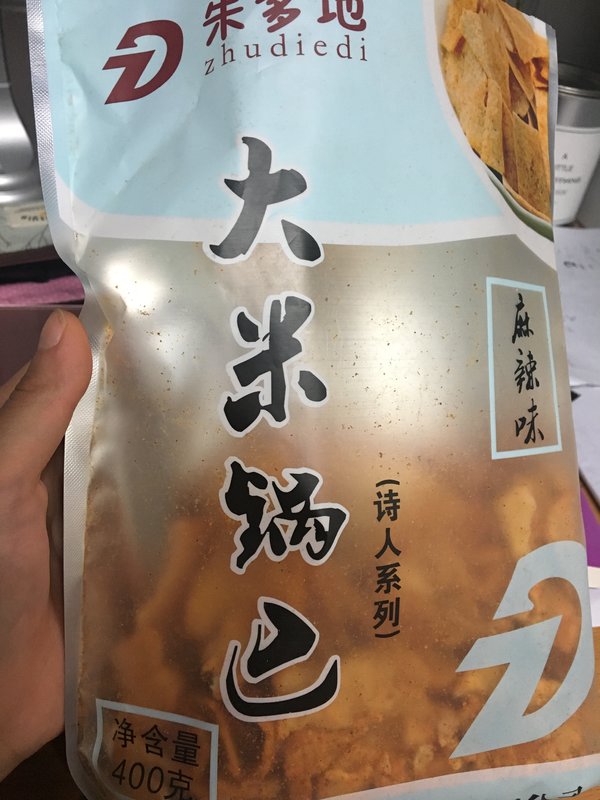 朱多地
zhudiedi
大米锅巴
麻辣味
(诗人系列)
净含量
400克
A